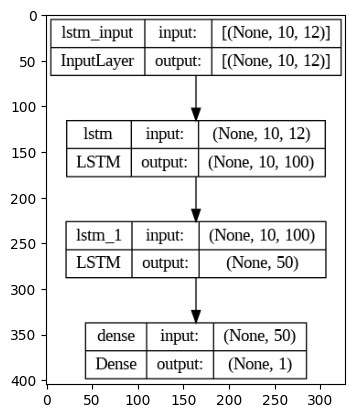 0
lstm_input input: [(None, 10, 12)]
InputLayer output: [(None, 10, 12)]
50
100
lstm input: (None, 10, 12)
150
LSTM output: (None, 10, 100)
200
lstm_1 input: (None, 10, 100)
250
LSTM output: (None, 50)
300
dense input: (None, 50)
350
Dense output: (None, 1)
400
0 50 100 150 200 250 300